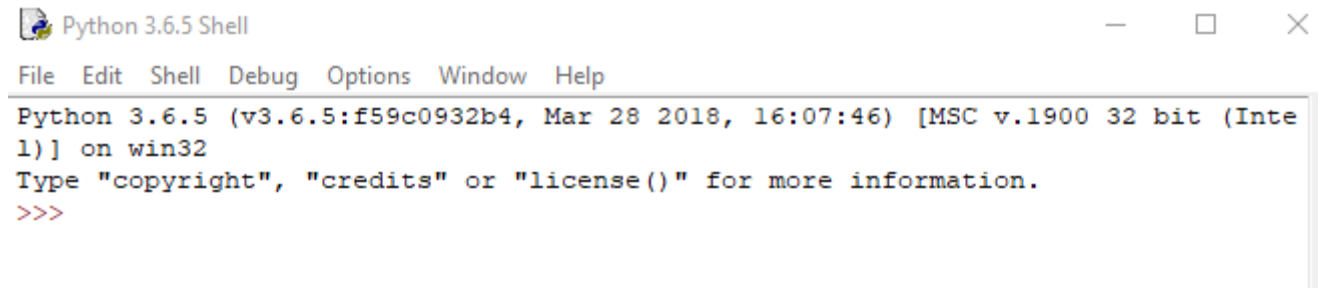 Python 3.6.5 Shell
File Edit Shell Debug Options Window Help
Python 3.6.5 (v3.6.5:f59c0932b4, Mar 28 2018, 16:07:46) [MSC v.1900 32 bit (Inte
l)] on win32
Type "copyright", "credits" or "license()" for more information.
>>>